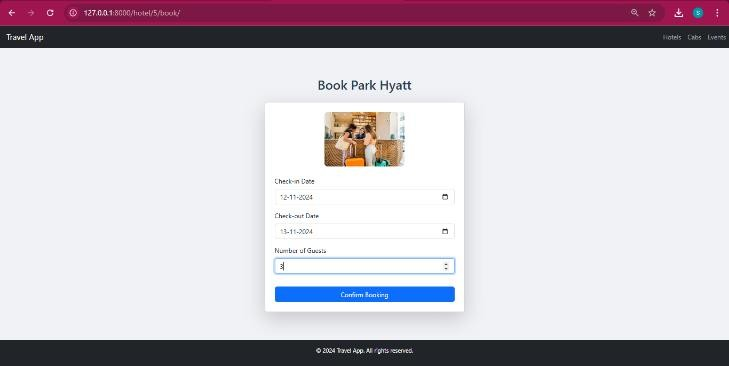 127.0.0.1:8000/hotel/5/book/
S
Travel App
Hotels Cabs Events
Book Park Hyatt
Check-in Date
12-11-2024
Check-out Date
13-11-2024
Number of Guests
3
Confirm Booking
© 2024 Travel App. All rights reserved.